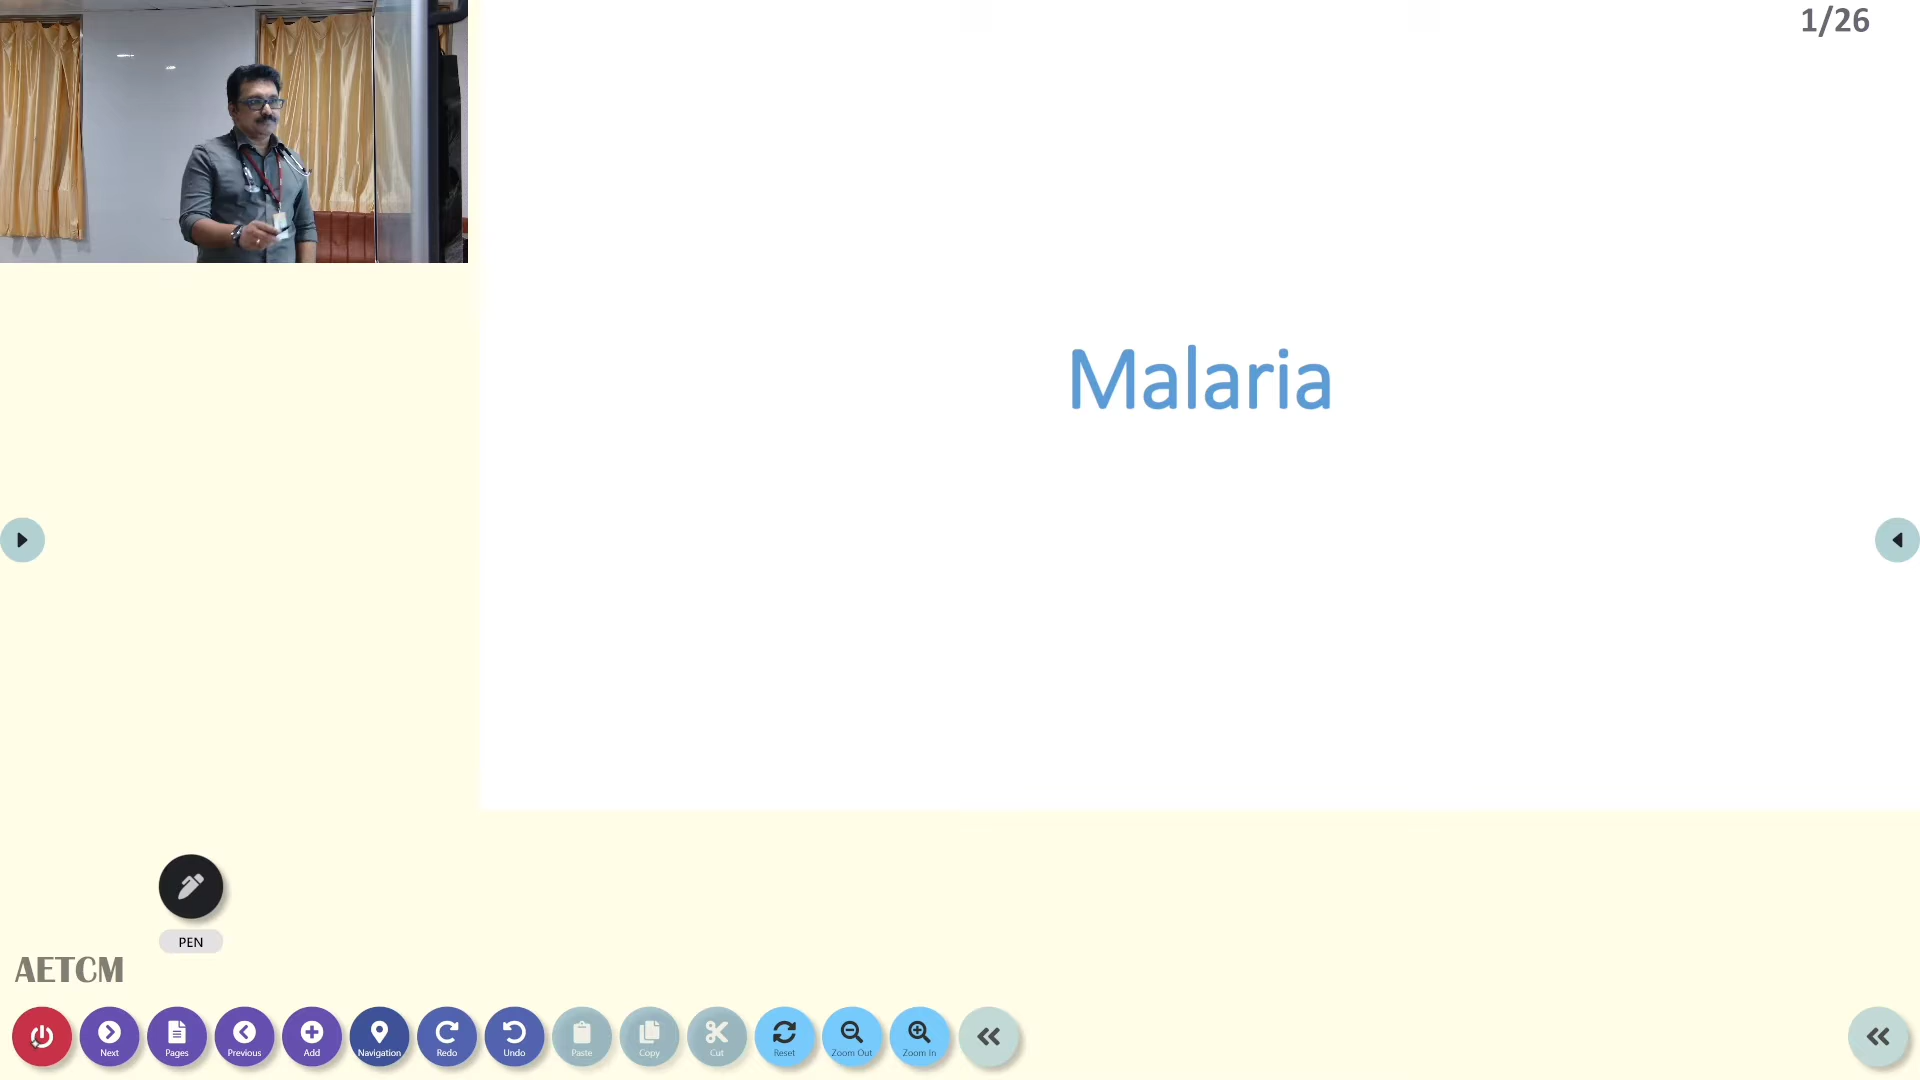 1/26
Malaria
PEN
AETCM
Next
Pages
Previous
Add
Navigation
Redo
Undo
Paste
Copy
Cut
Reset
Zoom Out
Zoom In